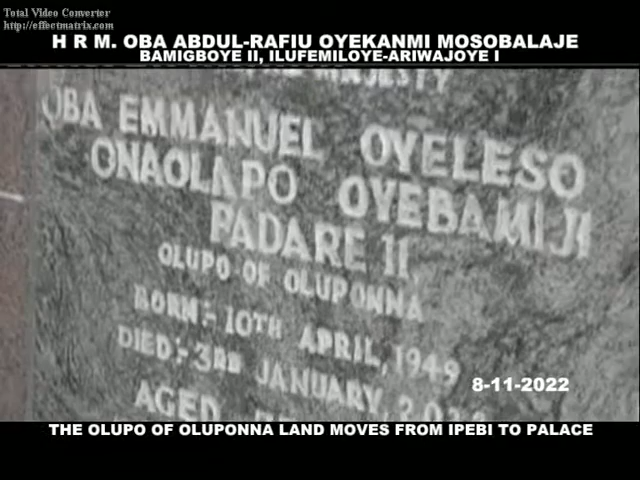 Total Video Converter
http://effectmatrix.com
H R M. OBA ABDUL-RAFIU OYEKANMI MOSOBALAJE
BAMIGBOYE II, ILUFEMILOYE-ARIWAJOYE I
MAJESTY
OBA EMMANUEL OYELESO
ONAOLAPO OYEBAMIJI
PADARE II
OLUPO OF OLUPONNA
BORN:- 10TH APRIL, 1949
DIED:- 3RD JANUARY,
AGED
8-11-2022
THE OLUPO OF OLUPONNA LAND MOVES FROM IPEBI TO PALACE